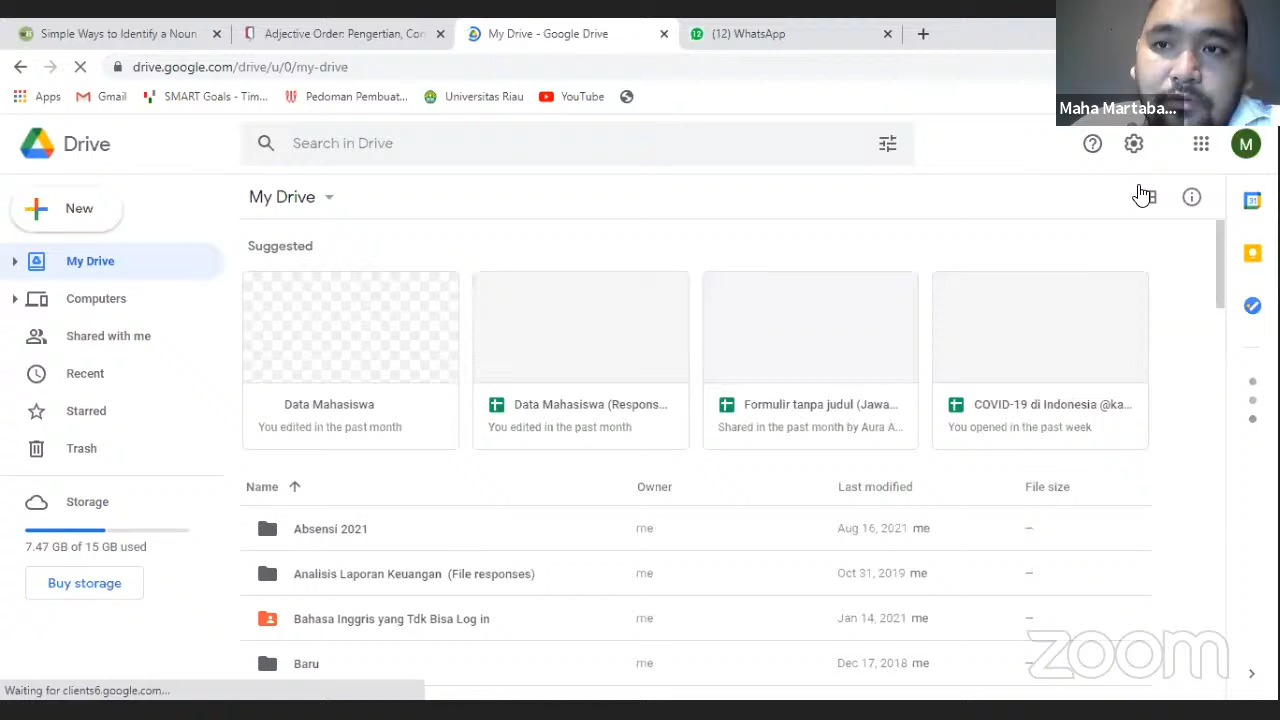 Simple Ways to Identify a Noun
Adjective Order: Pengertian, Con
My Drive - Google Drive
(12) WhatsApp
drive.google.com/drive/u/0/my-drive
Apps
Gmail
SMART Goals - Tim...
Pedoman Pembuat...
Universitas Riau
YouTube
Maha Martaba...
Drive
Search in Drive
M
New
My Drive
Suggested
My Drive
Computers
Shared with me
Recent
Starred
Trash
Storage
7.47 GB of 15 GB used
Buy storage
Data Mahasiswa
You edited in the past month
Data Mahasiswa (Respons...
You edited in the past month
Formulir tanpa judul (Jawa...
Shared in the past month by Aura A...
COVID-19 di Indonesia @ka...
You opened in the past week
Name Owner Last modified File size
Absensi 2021 me Aug 16, 2021 me –
Analisis Laporan Keuangan (File responses) me Oct 31, 2019 me –
Bahasa Inggris yang Tdk Bisa Log in me Jan 14, 2021 me –
Baru me Dec 17, 2018 me –
zoom
Waiting for clients6.google.com...